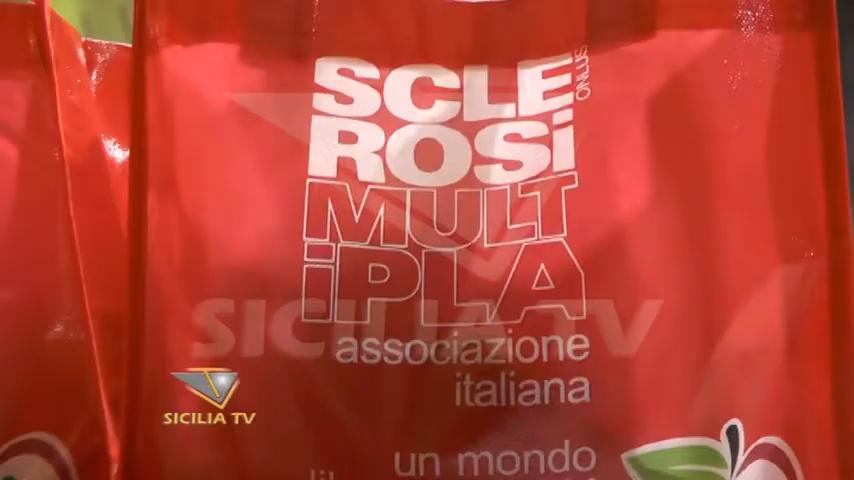 SCLE
ROSI
MULT
iPLA
ONLUS
associazione
italiana
un mondo
SICILIA TV
SICILIA TV